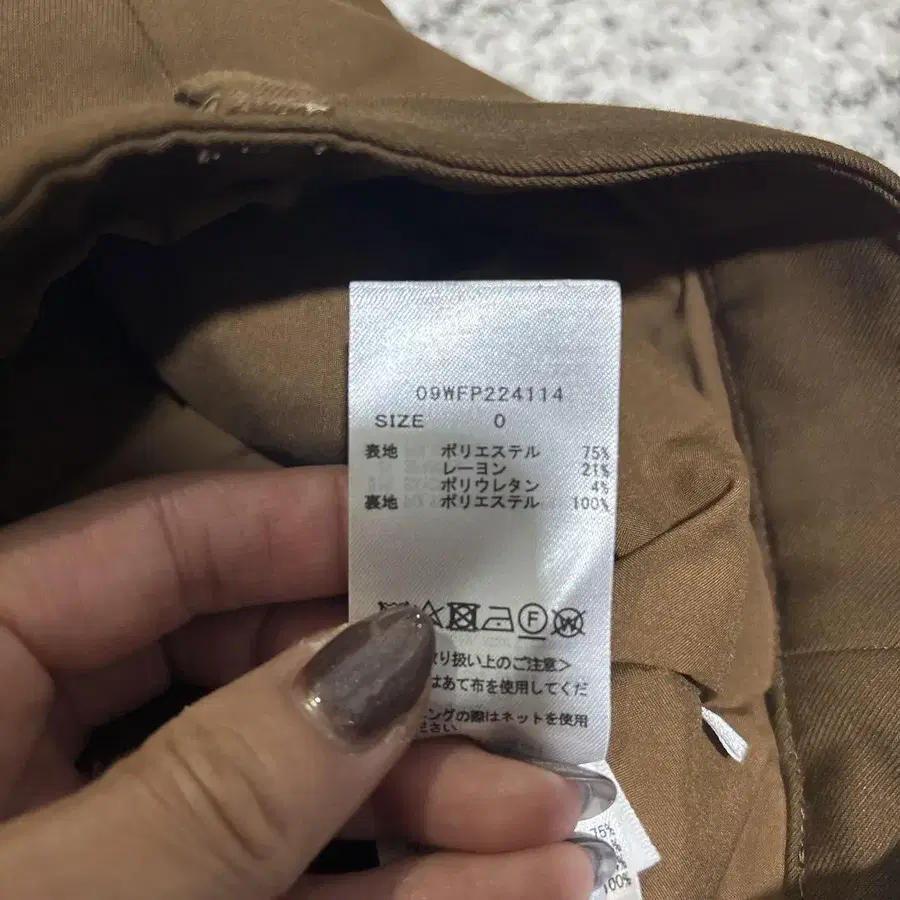 09WFP224114
SIZE 0
表地 ポリエステル 75%
レーヨン 21%
ポリウレタン 4%
裏地 ポリエステル 100%
F W
り扱い上のご注意>
はあて布を使用してくだ
ングの際はネットを使用
ださい
75%
100%